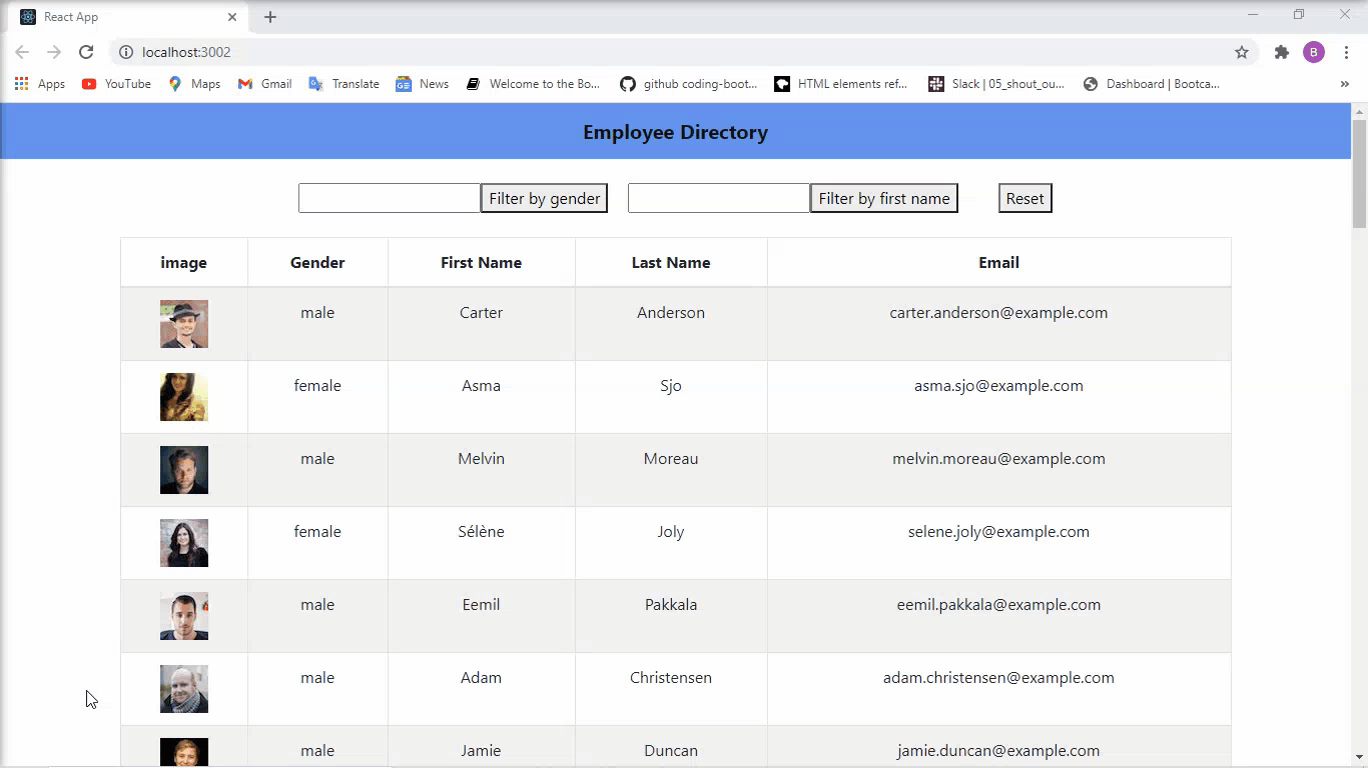 React App
localhost:3002
B
Apps YouTube Maps Gmail Translate News Welcome to the Bo... github coding-boot... HTML elements ref... Slack | 05_shout_ou... Dashboard | Bootca... »
Employee Directory
Filter by gender Filter by first name Reset
image Gender First Name Last Name Email
male Carter Anderson carter.anderson@example.com
female Asma Sjo asma.sjo@example.com
male Melvin Moreau melvin.moreau@example.com
female Sélène Joly selene.joly@example.com
male Eemil Pakkala eemil.pakkala@example.com
male Adam Christensen adam.christensen@example.com
male Jamie Duncan jamie.duncan@example.com